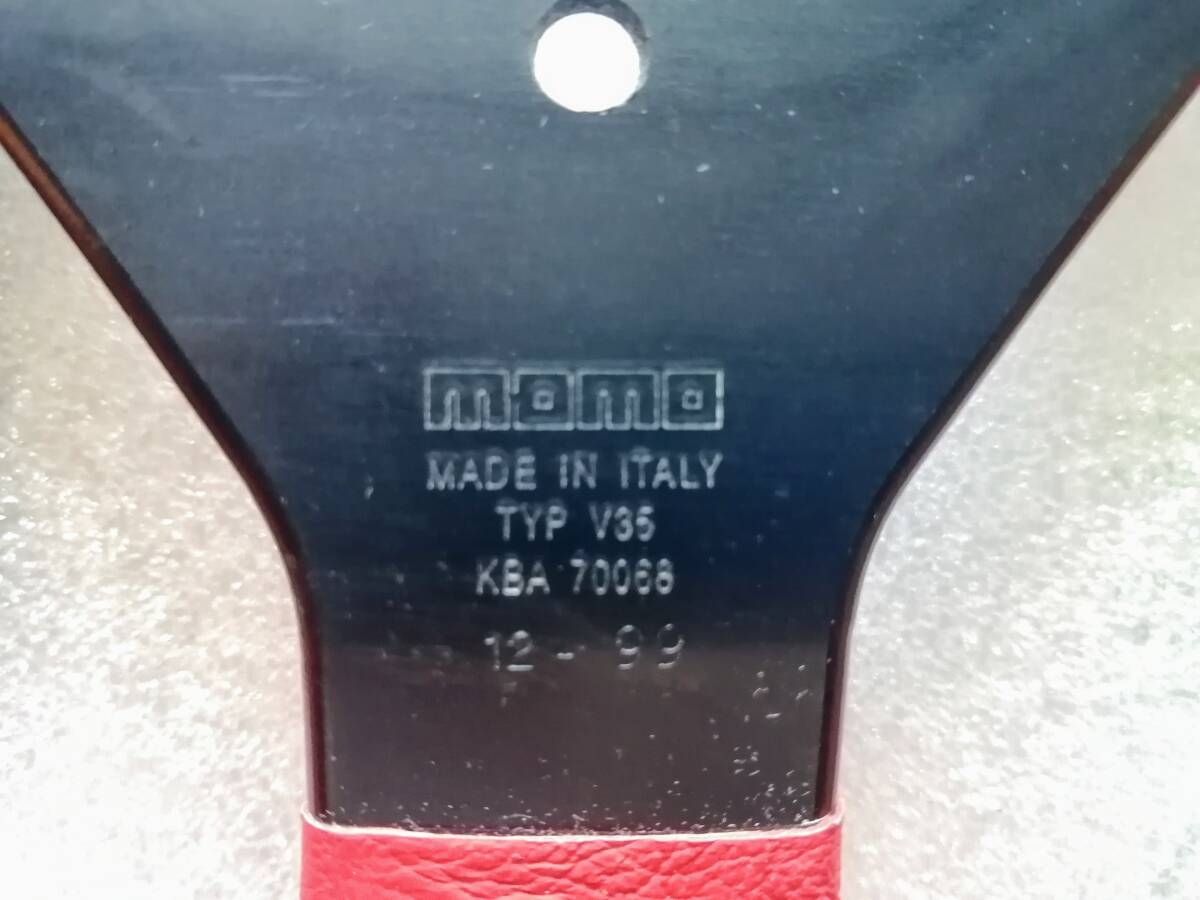 momo
MADE IN ITALY
TYP V35
KBA 70068
12 - 99